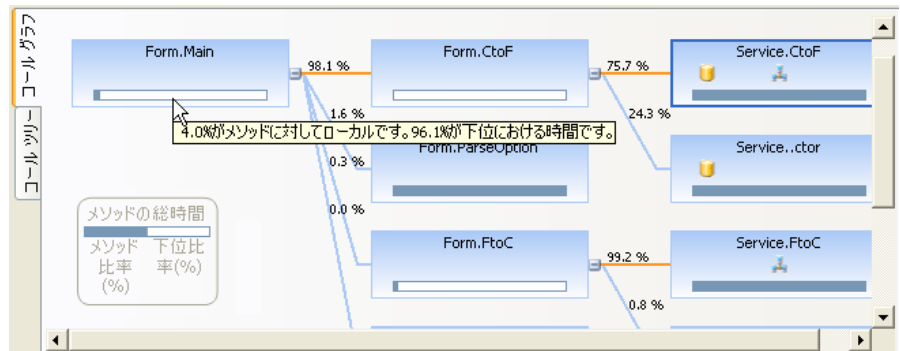 コール グラフ
コール ツリー
Form.Main
98.1 %
Form.CtoF
75.7 %
Service.CtoF
1.6 %
24.3 %
4.0%がメソッドに対してローカルです。96.1%が下位における時間です。
Form.ParseOption
Service..ctor
0.3 %
0.0 %
メソッドの総時間
メソッド比率(%)
下位比率(%)
Form.FtoC
99.2 %
Service.FtoC
0.8 %